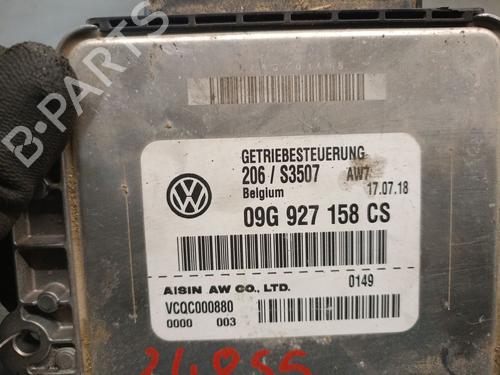 B-PARTS
GETRIEBESTEUERUNG
206 / S3507 AW7
Belgium 17.07.18
09G 927 158 CS
AISIN AW CO., LTD. 0149
VCQC000880
0000 003